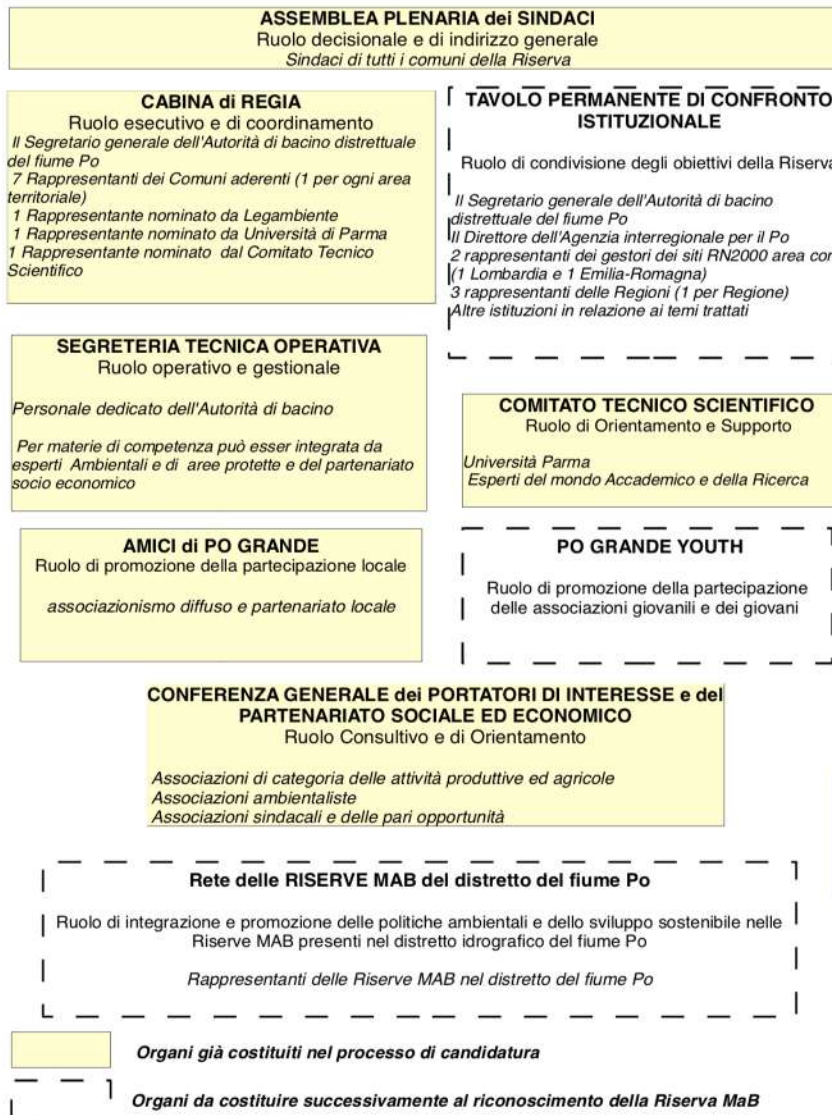 ASSEMBLEA PLENARIA dei SINDACI
Ruolo decisionale e di indirizzo generale
Sindaci di tutti i comuni della Riserva
CABINA di REGIA
Ruolo esecutivo e di coordinamento
Il Segretario generale dell'Autorità di bacino distrettuale
del fiume Po
7 Rappresentanti dei Comuni aderenti (1 per ogni area
territoriale)
1 Rappresentante nominato da Legambiente
1 Rappresentante nominato da Università di Parma
1 Rappresentante nominato dal Comitato Tecnico
Scientifico
TAVOLO PERMANENTE DI CONFRONTO
ISTITUZIONALE
Ruolo di condivisione degli obiettivi della Riserva
Il Segretario generale dell'Autorità di bacino
distrettuale del fiume Po
Il Direttore dell'Agenzia interregionale per il Po
2 rappresentanti dei gestori dei siti RN2000 area
(1 Lombardia e 1 Emilia-Romagna)
3 rappresentanti delle Regioni (1 per Regione)
Altre istituzioni in relazione ai temi trattati
SEGRETERIA TECNICA OPERATIVA
Ruolo operativo e gestionale
Personale dedicato dell'Autorità di bacino
Per materie di competenza può esser integrata da
esperti Ambientali e di aree protette e del partenariato
socio economico
COMITATO TECNICO SCIENTIFICO
Ruolo di Orientamento e Supporto
Università Parma
Esperti del mondo Accademico e della Ricerca
AMICI di PO GRANDE
Ruolo di promozione della partecipazione locale
associazionismo diffuso e partenariato locale
PO GRANDE YOUTH
Ruolo di promozione della partecipazione
delle associazioni giovanili e dei giovani
CONFERENZA GENERALE dei PORTATORI DI INTERESSE e del
PARTENARIATO SOCIALE ED ECONOMICO
Ruolo Consultivo e di Orientamento
Associazioni di categoria delle attività produttive ed agricole
Associazioni ambientaliste
Associazioni sindacali e delle pari opportunità
Rete delle RISERVE MAB del distretto del fiume Po
Ruolo di integrazione e promozione delle politiche ambientali e dello sviluppo sostenibile nelle
Riserve MAB presenti nel distretto idrografico del fiume Po
Rappresentanti delle Riserve MAB nel distretto del fiume Po
Organi già costituiti nel processo di candidatura
Organi da costituire successivamente al riconoscimento della Riserva MaB